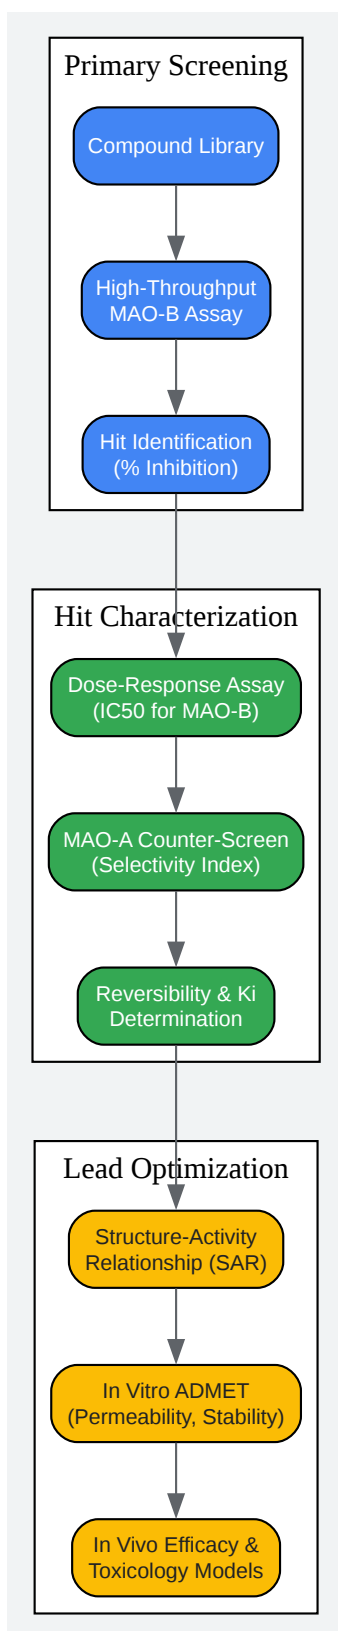 Primary Screening
Compound Library
High-Throughput
MAO-B Assay
Hit Identification
(% Inhibition)
Hit Characterization
Dose-Response Assay
(IC50 for MAO-B)
MAO-A Counter-Screen
(Selectivity Index)
Reversibility & Ki
Determination
Lead Optimization
Structure-Activity
Relationship (SAR)
In Vitro ADMET
(Permeability, Stability)
In Vivo Efficacy &
Toxicology Models